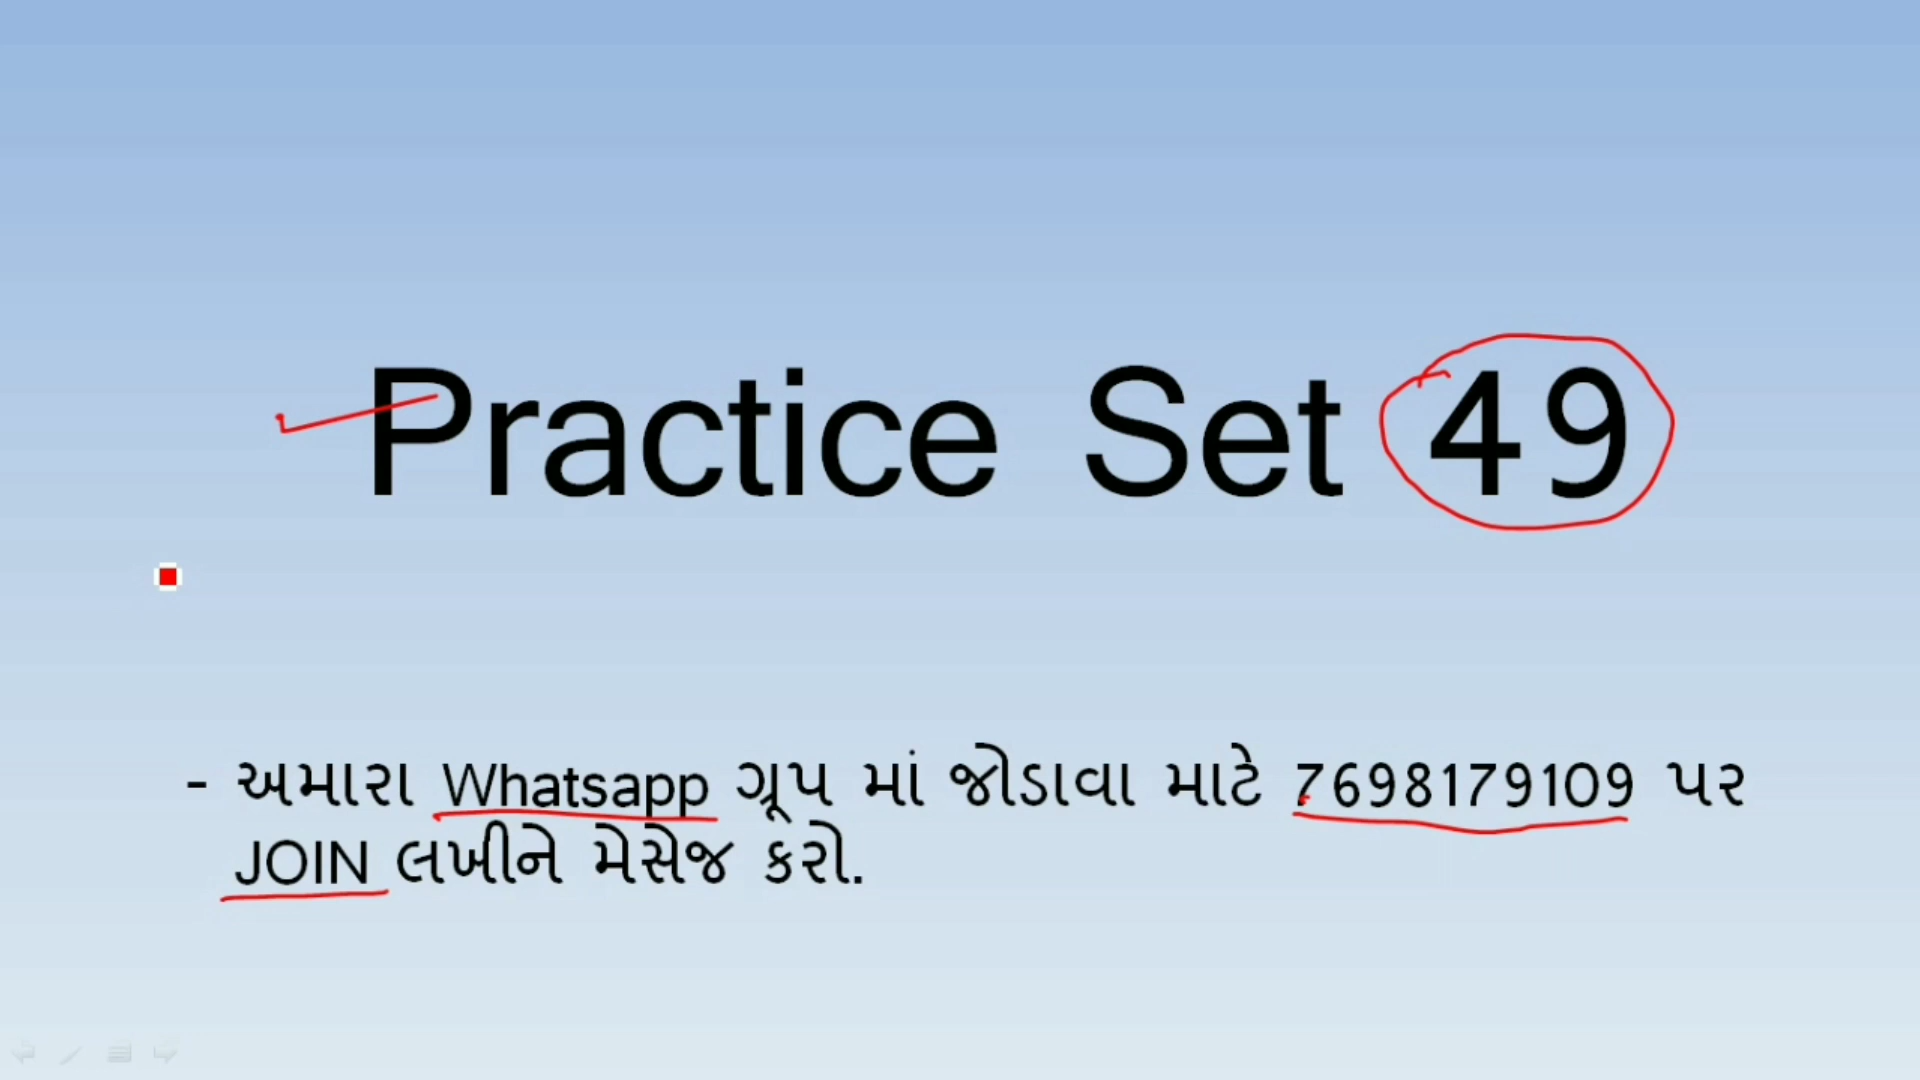 Practice Set 49
- અમારા Whatsapp ગ્રૂપ માં જોડાવા માટે 7698179109 પર
JOIN લખીને મેસેજ કરો.